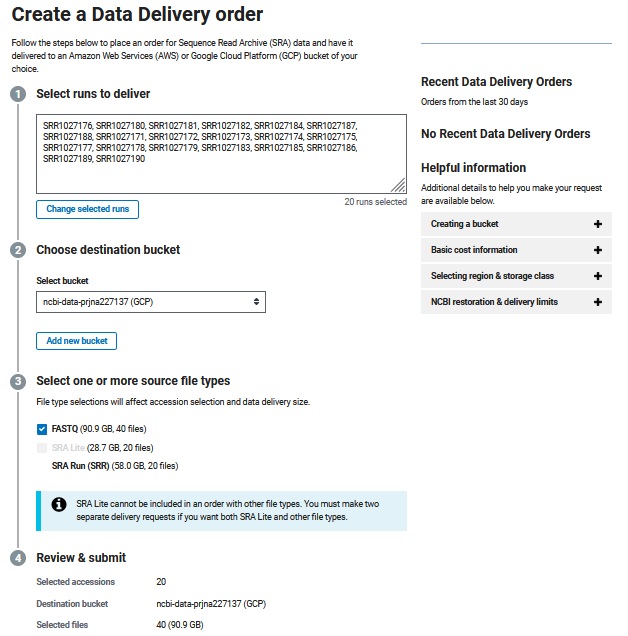 Create a Data Delivery order
Follow the steps below to place an order for Sequence Read Archive (SRA) data and have it
delivered to an Amazon Web Services (AWS) or Google Cloud Platform (GCP) bucket of your
choice.
1 Select runs to deliver
SRR1027176, SRR1027180, SRR1027181, SRR1027182, SRR1027184, SRR1027187,
SRR1027188, SRR1027171, SRR1027172, SRR1027173, SRR1027174, SRR1027175,
SRR1027177, SRR1027178, SRR1027179, SRR1027183, SRR1027185, SRR1027186,
SRR1027189, SRR1027190
20 runs selected
Change selected runs
2 Choose destination bucket
Select bucket
ncbi-data-prjna227137 (GCP)
Add new bucket
3 Select one or more source file types
File type selections will affect accession selection and data delivery size.
FASTQ (90.9 GB, 40 files)
SRA Lite (28.7 GB, 20 files)
SRA Run (SRR) (58.0 GB, 20 files)
SRA Lite cannot be included in an order with other file types. You must make two
separate delivery requests if you want both SRA Lite and other file types.
4 Review & submit
Selected accessions 20
Destination bucket ncbi-data-prjna227137 (GCP)
Selected files 40 (90.9 GB)
Recent Data Delivery Orders
Orders from the last 30 days
No Recent Data Delivery Orders
Helpful information
Additional details to help you make your request
are available below.
Creating a bucket +
Basic cost information +
Selecting region & storage class +
NCBI restoration & delivery limits +